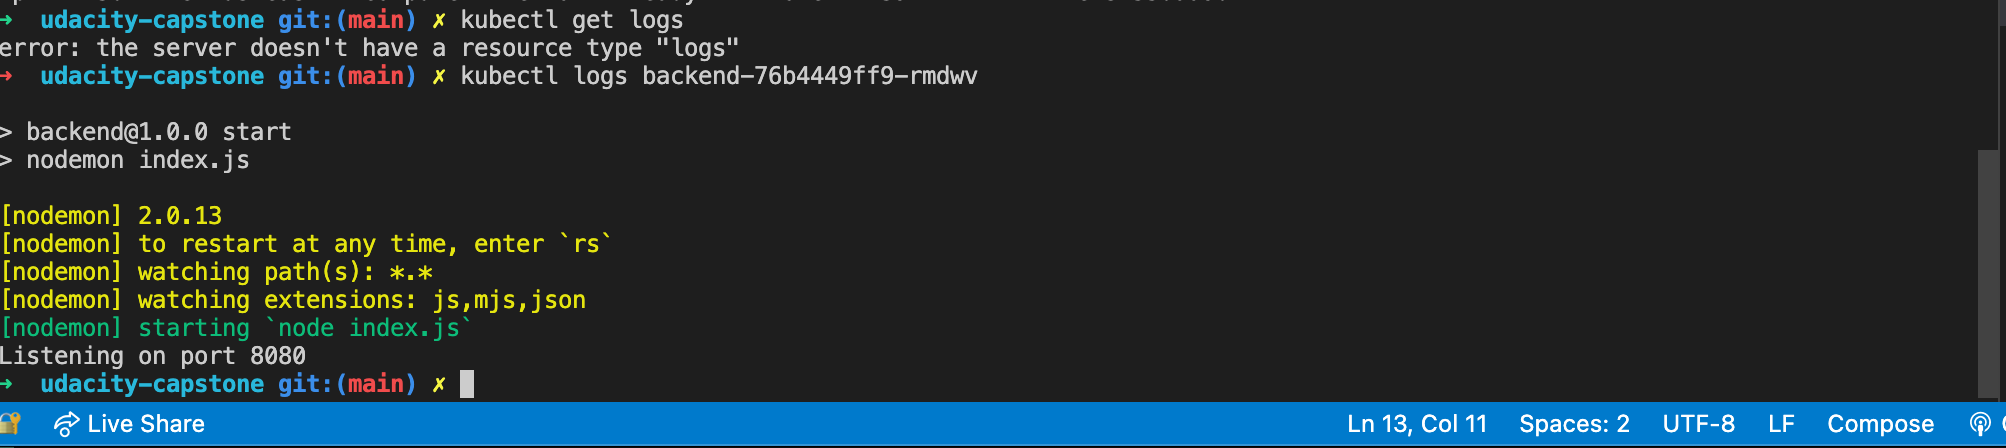 → udacity-capstone git:(main) ✗ kubectl get logs
error: the server doesn't have a resource type "logs"
→ udacity-capstone git:(main) ✗ kubectl logs backend-76b4449ff9-rmdwv
> backend@1.0.0 start
> nodemon index.js
[nodemon] 2.0.13
[nodemon] to restart at any time, enter `rs`
[nodemon] watching path(s): *.*
[nodemon] watching extensions: js,mjs,json
[nodemon] starting `node index.js`
Listening on port 8080
→ udacity-capstone git:(main) ✗
Live Share Ln 13, Col 11 Spaces: 2 UTF-8 LF Compose